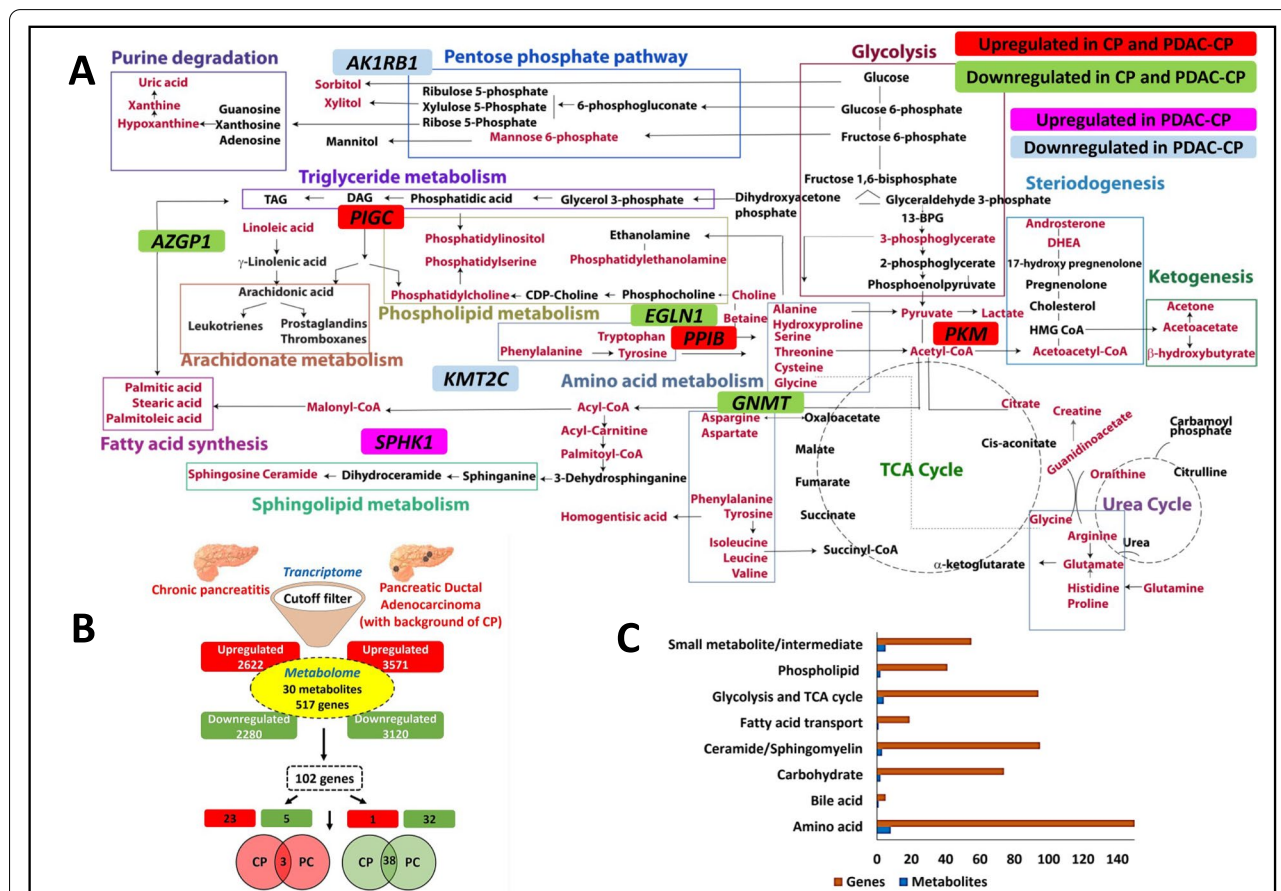 A
Purine degradation
Uric acid
Xanthine
Hypoxanthine
Guanosine
Xanthosine
Adenosine
AK1RB1
Sorbitol
Xylitol
Mannitol
Pentose phosphate pathway
Ribulose 5-phosphate
Xylulose 5-Phosphate
Ribose 5-Phosphate
6-phosphogluconate
Mannose 6-phosphate
Glycolysis
Glucose
Glucose 6-phosphate
Fructose 6-phosphate
Fructose 1,6-bisphosphate
Dihydroxyacetone
phosphate
Glyceraldehyde 3-phosphate
13-BPG
3-phosphoglycerate
2-phosphoglycerate
Phosphoenolpyruvate
Pyruvate
Lactate
PKM
Acetyl-CoA
Upregulated in CP and PDAC-CP
Downregulated in CP and PDAC-CP
Upregulated in PDAC-CP
Downregulated in PDAC-CP
Steriodogenesis
Androsterone
DHEA
17-hydroxy pregnenolone
Pregnenolone
Cholesterol
HMG CoA
Acetoacetyl-CoA
Ketogenesis
Acetone
Acetoacetate
β-hydroxybutyrate
Triglyceride metabolism
TAG
DAG
Phosphatidic acid
Glycerol 3-phosphate
PIGC
AZGP1
Linoleic acid
γ-Linolenic acid
Arachidonic acid
Leukotrienes
Prostaglandins
Thromboxanes
Arachidonate metabolism
Phosphatidylinositol
Phosphatidylserine
Phosphatidylcholine
CDP-Choline
Phosphocholine
Ethanolamine
Phosphatidylethanolamine
Choline
Betaine
Phospholipid metabolism
EGLN1
PPIB
Tryptophan
Phenylalanine
Tyrosine
Alanine
Hydroxyproline
Serine
Threonine
Cysteine
Glycine
KMT2C
Amino acid metabolism
GNMT
Palmitic acid
Stearic acid
Palmitoleic acid
Fatty acid synthesis
Malonyl-CoA
Acyl-CoA
Acyl-Carnitine
Palmitoyl-CoA
3-Dehydrosphinganine
SPHK1
Sphingosine Ceramide
Dihydroceramide
Sphinganine
Sphingolipid metabolism
Aspargine
Aspartate
Phenylalanine
Tyrosine
Homogentisic acid
Isoleucine
Leucine
Valine
Oxaloacetate
Malate
Fumarate
Succinate
Succinyl-CoA
TCA Cycle
Citrate
Cis-aconitate
α-ketoglutarate
Creatine
Guanidinoacetate
Carbamoyl
phosphate
Citrulline
Ornithine
Urea Cycle
Glycine
Arginine
Urea
Glutamate
Histidine
Proline
Glutamine
B
Chronic pancreatitis
Trancriptome
Cutoff filter
Pancreatic Ductal
Adenocarcinoma
(with background of CP)
Upregulated
2622
Upregulated
3571
Metabolome
30 metabolites
517 genes
Downregulated
2280
Downregulated
3120
102 genes
23
5
1
32
CP
3
PC
CP
38
PC
C
Small metabolite/intermediate
Phospholipid
Glycolysis and TCA cycle
Fatty acid transport
Ceramide/Sphingomyelin
Carbohydrate
Bile acid
Amino acid
0 20 40 60 80 100 120 140
Genes
Metabolites